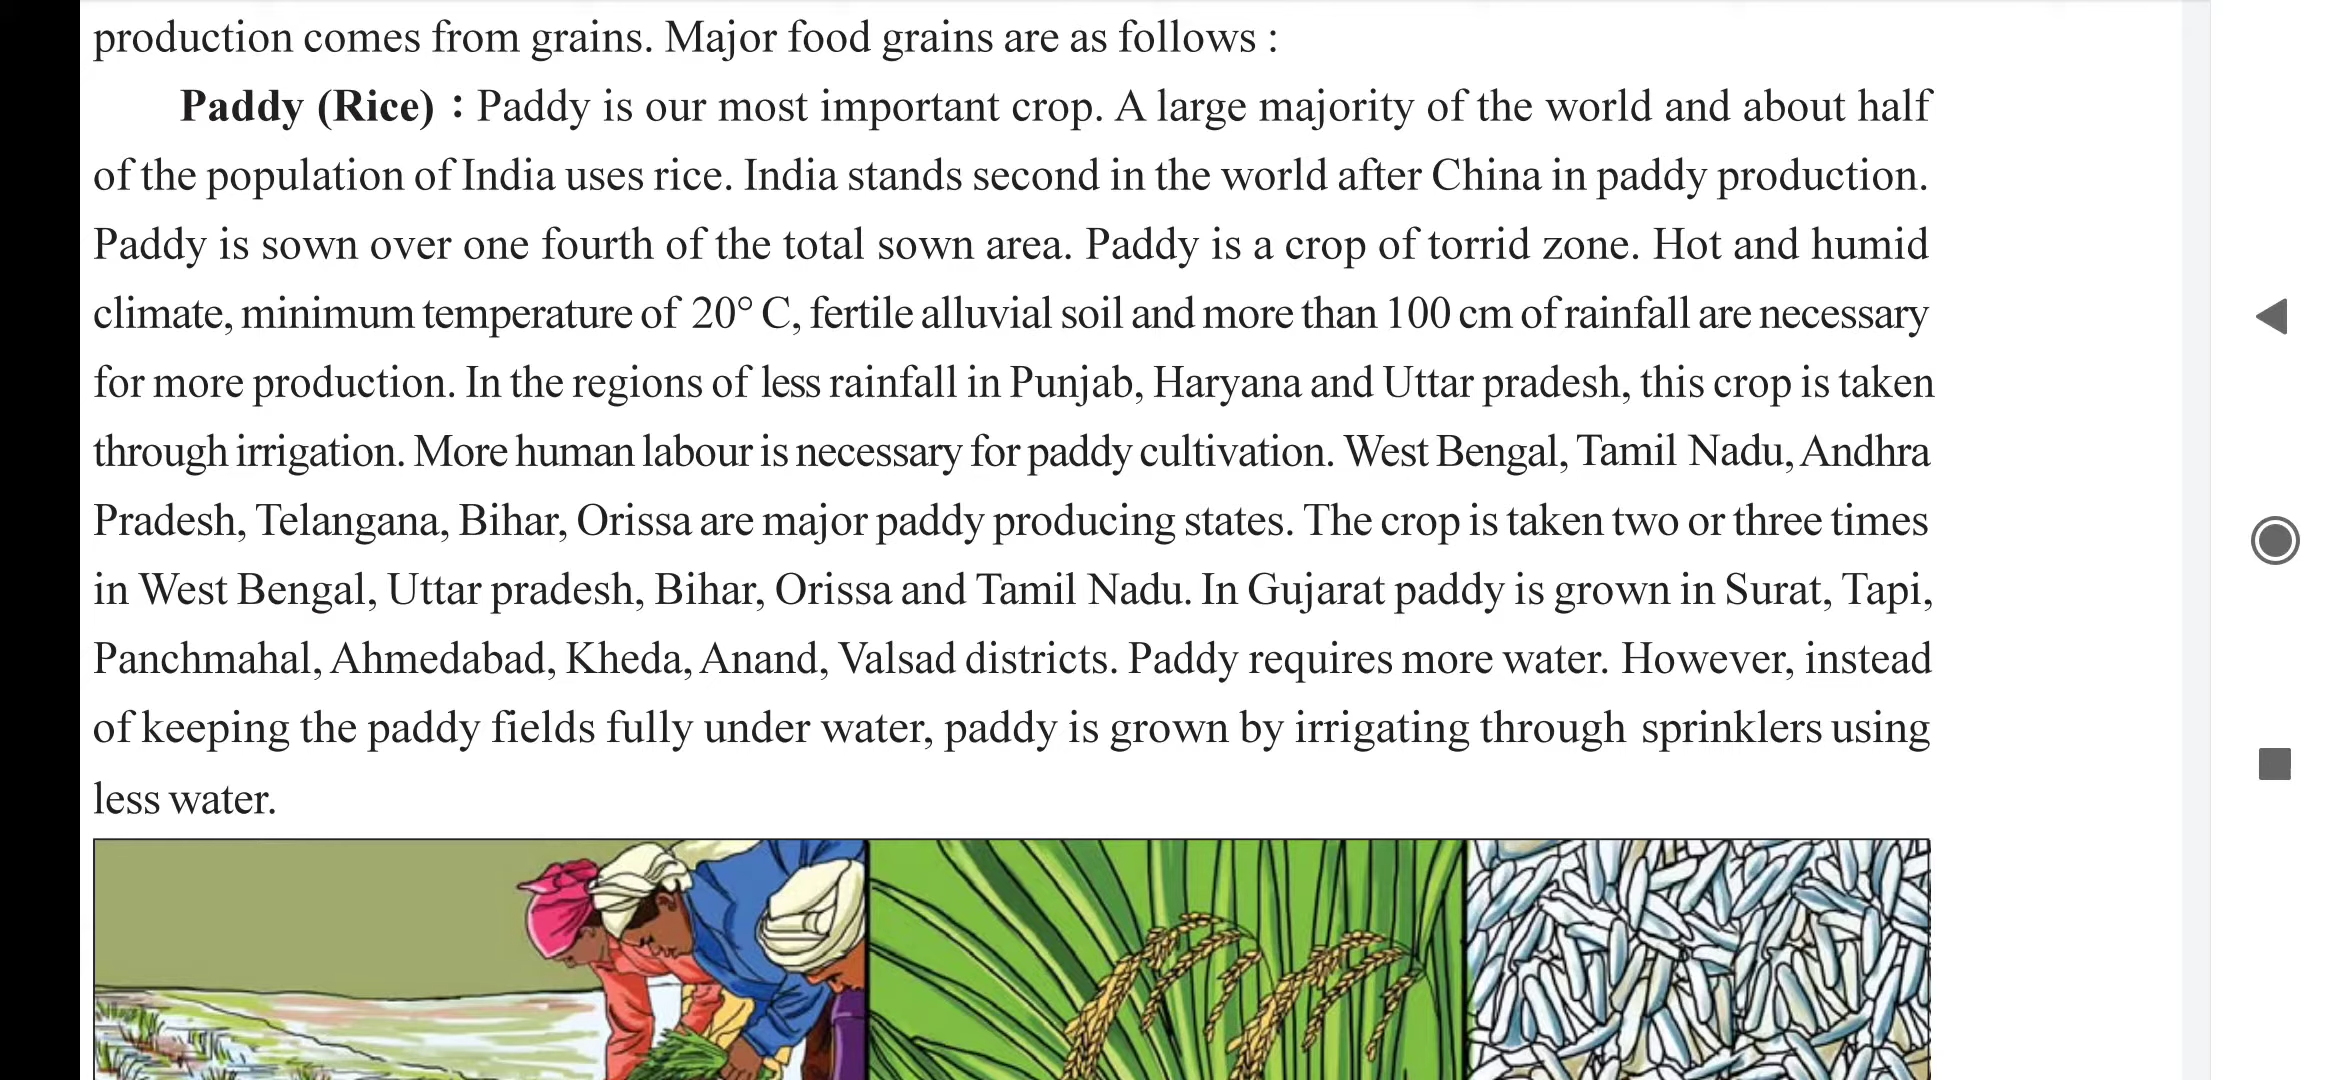 production comes from grains. Major food grains are as follows :
Paddy (Rice) : Paddy is our most important crop. A large majority of the world and about half
of the population of India uses rice. India stands second in the world after China in paddy production.
Paddy is sown over one fourth of the total sown area. Paddy is a crop of torrid zone. Hot and humid
climate, minimum temperature of 20° C, fertile alluvial soil and more than 100 cm of rainfall are necessary
for more production. In the regions of less rainfall in Punjab, Haryana and Uttar pradesh, this crop is taken
through irrigation. More human labour is necessary for paddy cultivation. West Bengal, Tamil Nadu, Andhra
Pradesh, Telangana, Bihar, Orissa are major paddy producing states. The crop is taken two or three times
in West Bengal, Uttar pradesh, Bihar, Orissa and Tamil Nadu. In Gujarat paddy is grown in Surat, Tapi,
Panchmahal, Ahmedabad, Kheda, Anand, Valsad districts. Paddy requires more water. However, instead
of keeping the paddy fields fully under water, paddy is grown by irrigating through sprinklers using
less water.